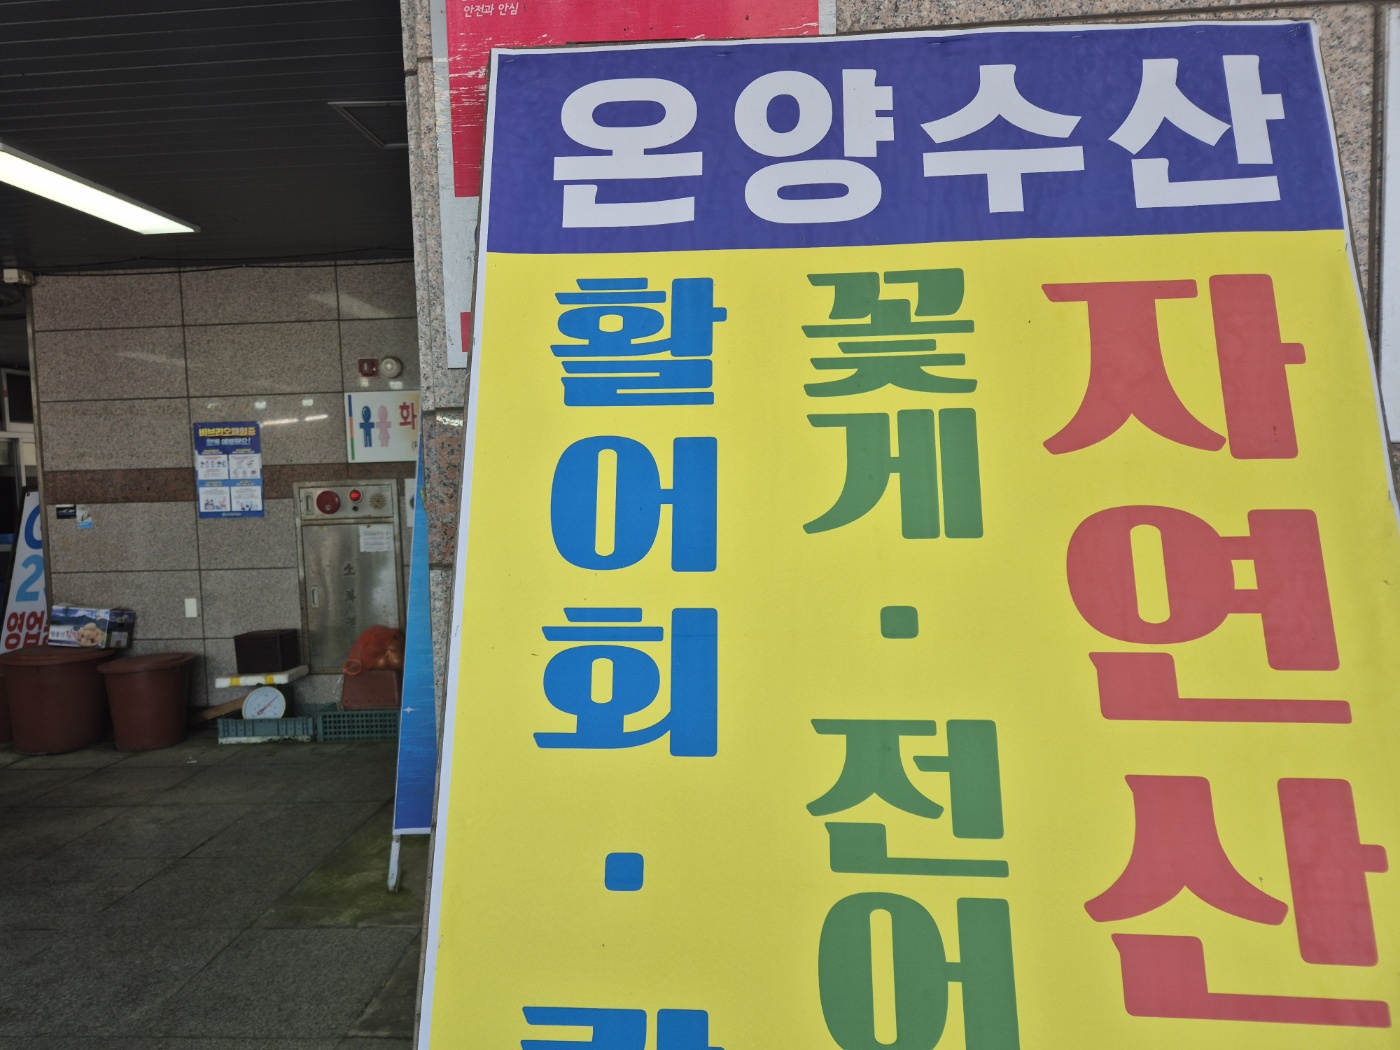 안전과 안심
온양수산
자연산
꽃게·전어
활어회·
비브리오패혈증
화
소
영업